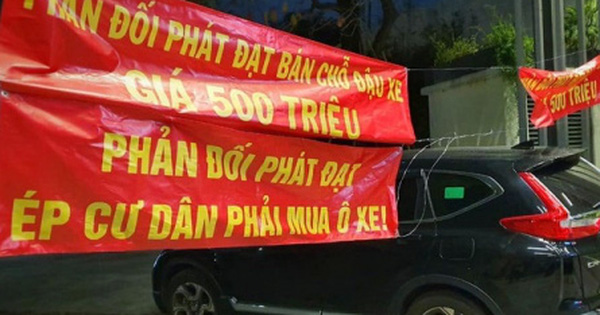 PHẢN ĐỐI PHÁT ĐẠT BÁN CHỖ ĐẬU XE
GIÁ 500 TRIỆU
PHẢN ĐỐI PHÁT ĐẠT
ÉP CƯ DÂN PHẢI MUA Ô XE!
500 TRIỆU